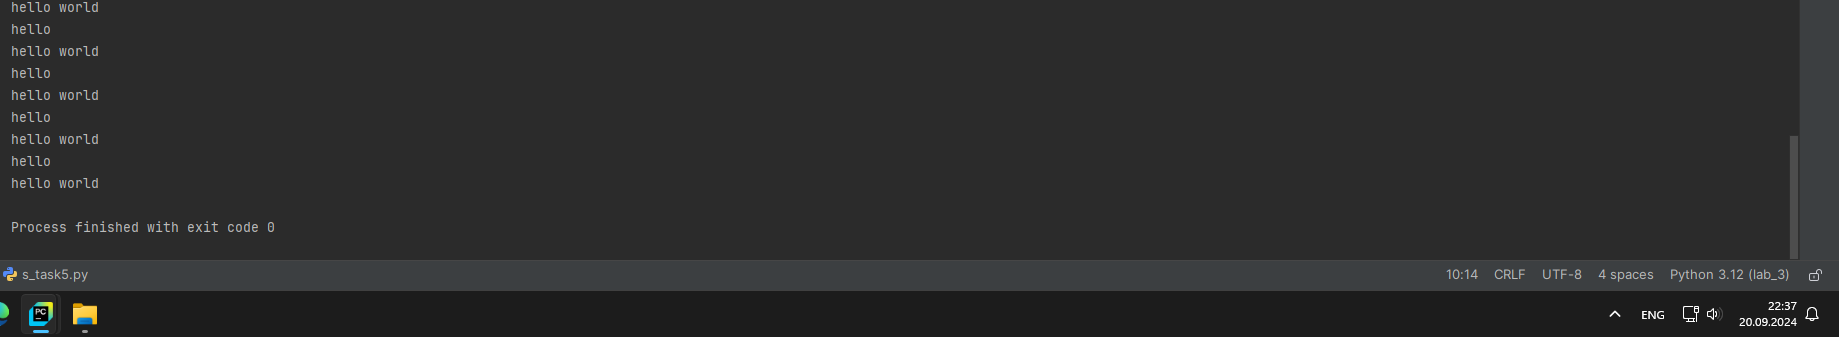 hello world
hello
hello world
hello
hello world
hello
hello world
hello
hello world
Process finished with exit code 0
s_task5.py 10:14 CRLF UTF-8 4 spaces Python 3.12 (lab_3)
PC ENG 22:37
20.09.2024